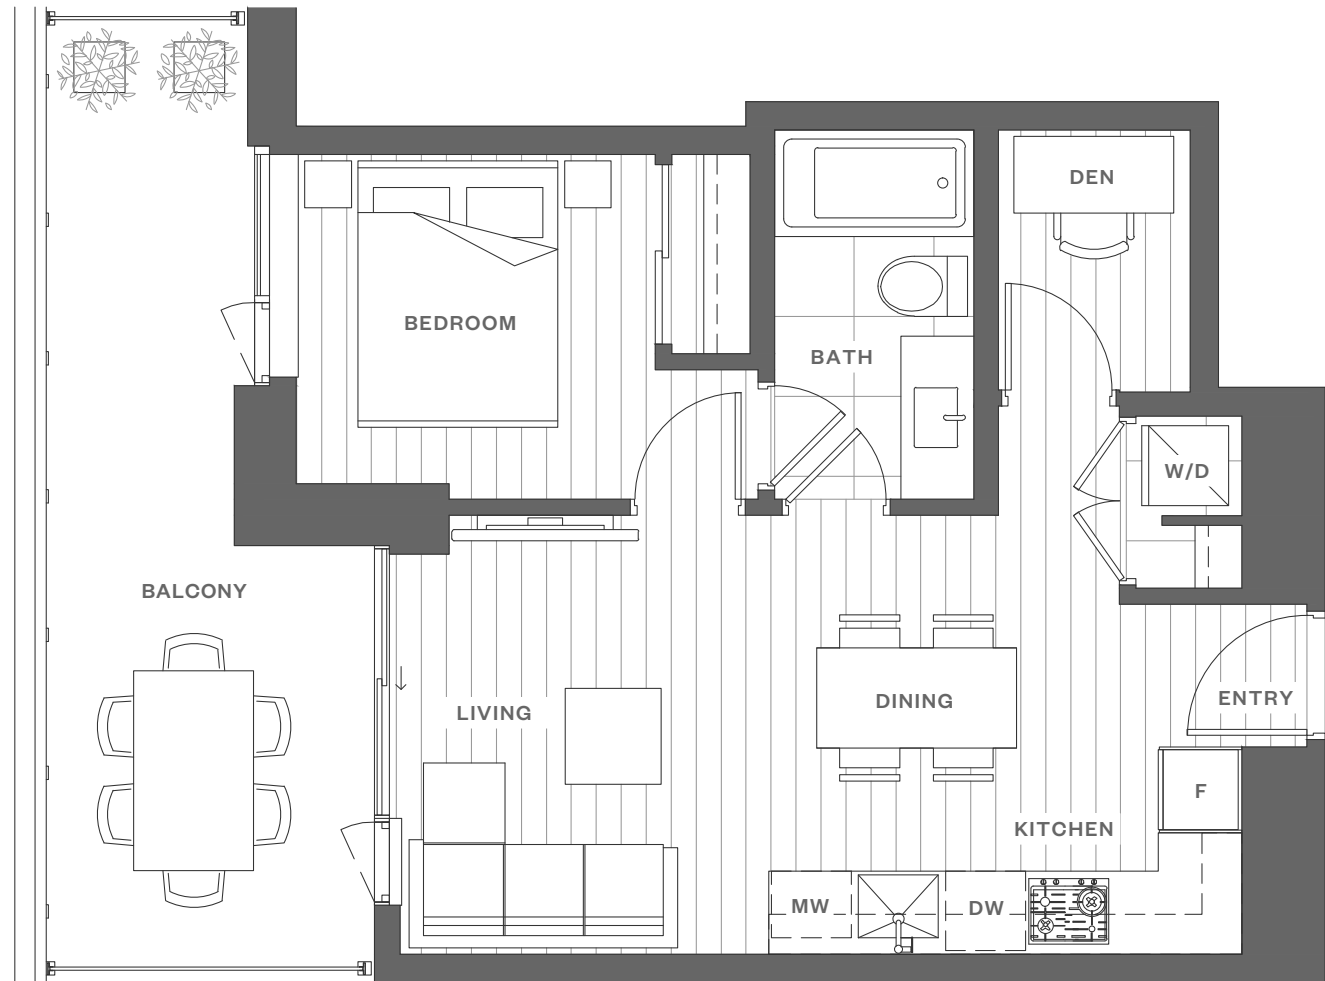 DEN
BEDROOM
BATH
W/D
BALCONY
LIVING
DINING
ENTRY
F
KITCHEN
MW
DW